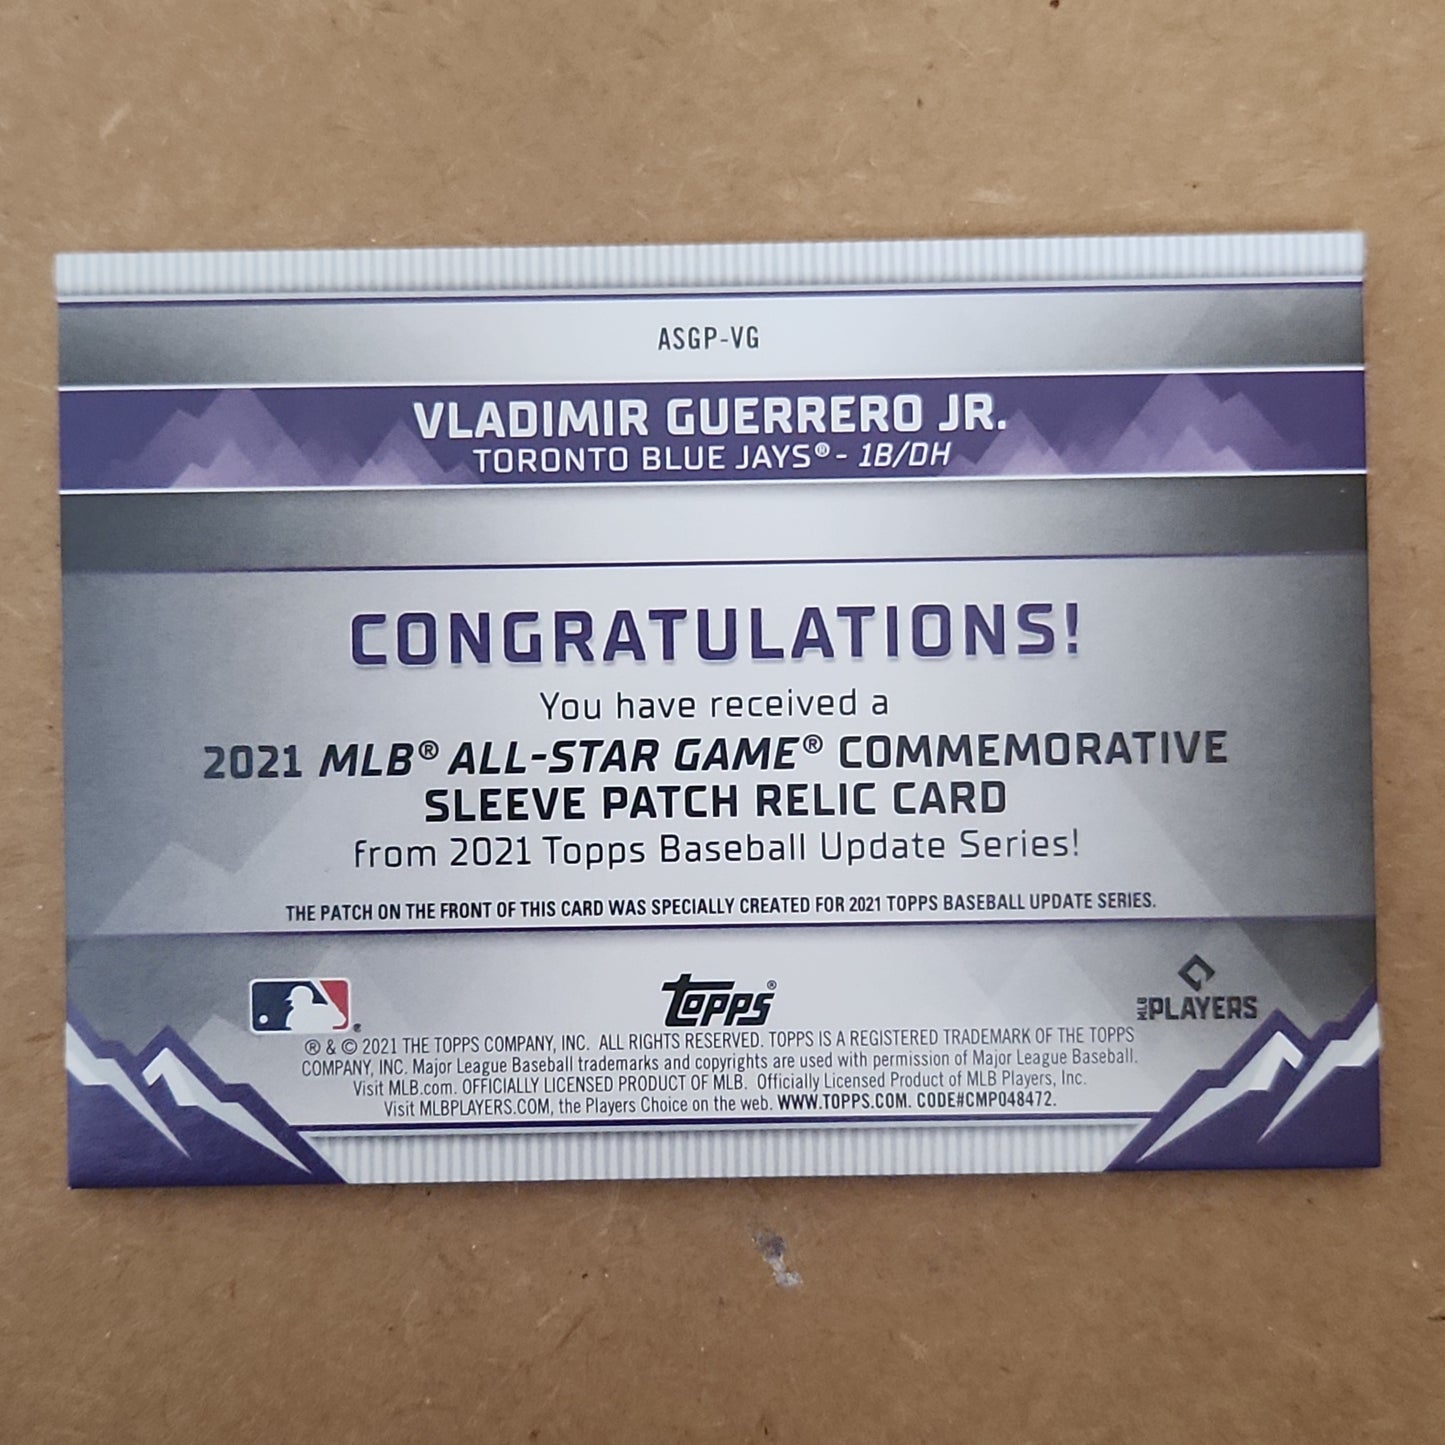 ASGP-VG
VLADIMIR GUERRERO JR.
TORONTO BLUE JAYS® - 1B/DH
CONGRATULATIONS!
You have received a
2021 MLB® ALL-STAR GAME® COMMEMORATIVE
SLEEVE PATCH RELIC CARD
from 2021 Topps Baseball Update Series!
THE PATCH ON THE FRONT OF THIS CARD WAS SPECIALLY CREATED FOR 2021 TOPPS BASEBALL UPDATE SERIES.
topps®
MLB PLAYERS
® & © 2021 THE TOPPS COMPANY, INC. ALL RIGHTS RESERVED. TOPPS IS A REGISTERED TRADEMARK OF THE TOPPS
COMPANY, INC. Major League Baseball trademarks and copyrights are used with permission of Major League Baseball.
Visit MLB.com. OFFICIALLY LICENSED PRODUCT OF MLB. Officially Licensed Product of MLB Players, Inc.
Visit MLBPLAYERS.COM, the Players Choice on the web. WWW.TOPPS.COM. CODE#CMP048472.